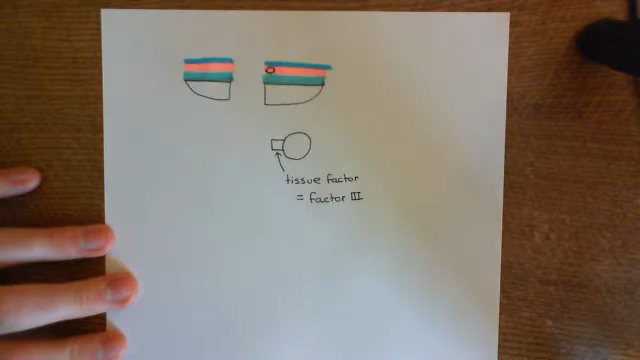 tissue factor
= factor III